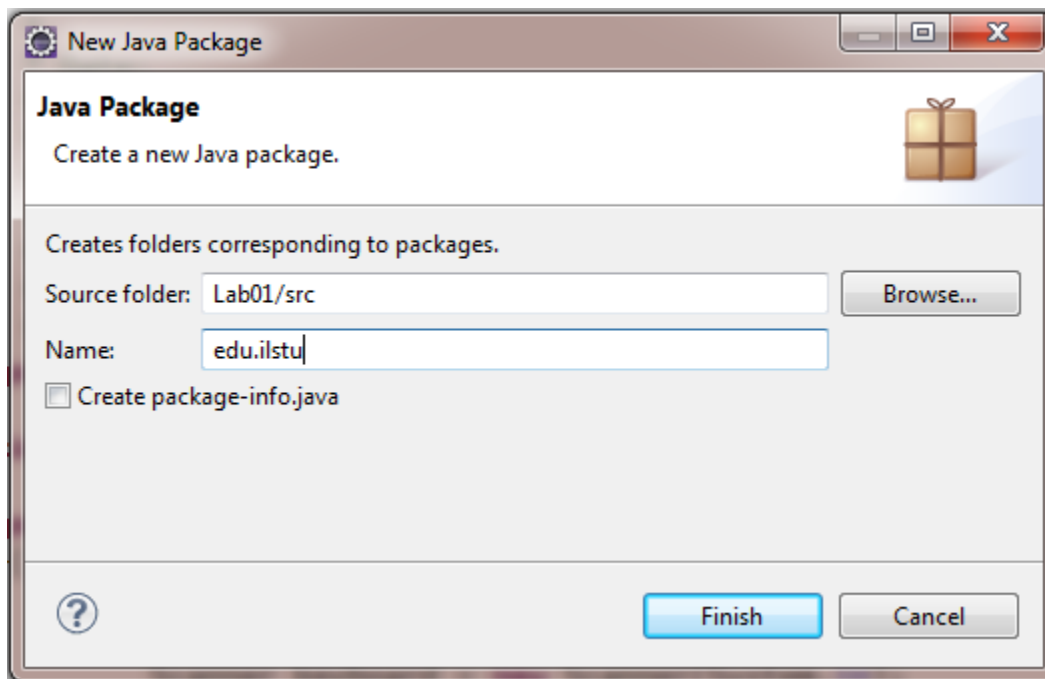 New Java Package
Java Package
Create a new Java package.
Creates folders corresponding to packages.
Source folder: Lab01/src Browse...
Name: edu.ilstu
Create package-info.java
Finish Cancel